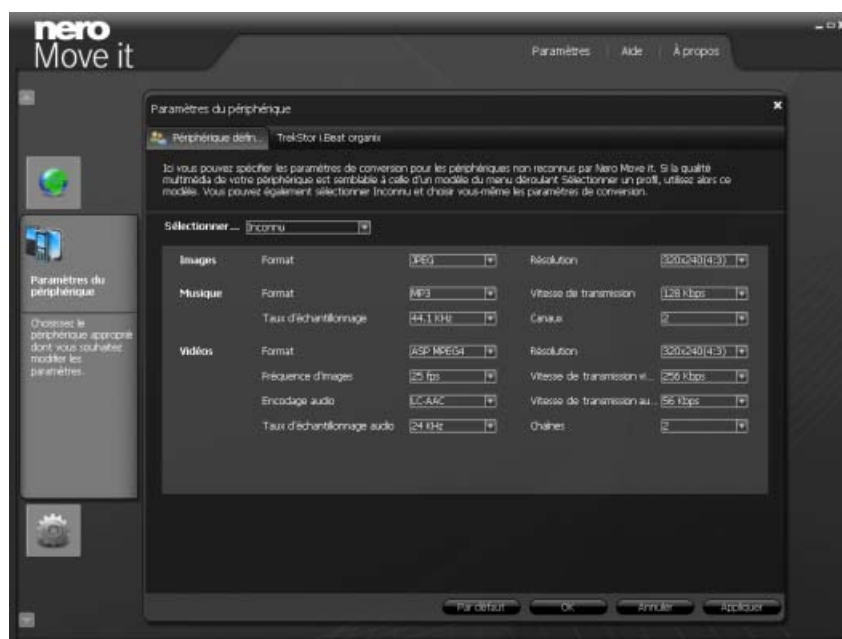 nero
Move it
Paramètres
Aide
À propos
Paramètres du périphérique
Périphérique défin...
TrekStor i.Beat organix
Ici vous pouvez spécifier les paramètres de conversion pour les périphériques non reconnus par Nero Move it. Si la qualité
multimédia de votre périphérique est semblable à celle d'un modèle du menu déroulant Sélectionner un profil, utilisez alors ce
modèle. Vous pouvez également sélectionner Inconnu et choisir vous-même les paramètres de conversion.
Sélectionner... Inconnu
Images Format JPEG Résolution 320x240(4:3)
Musique Format MP3 Vitesse de transmission 128 Kbps
Taux d'échantillonnage 44.1 KHz Canaux 2
Vidéos Format ASP MPEG4 Résolution 320x240(4:3)
Fréquence d'images 25 fps Vitesse de transmission vi... 256 Kbps
Encodage audio LC-AAC Vitesse de transmission au... 56 Kbps
Taux d'échantillonnage audio 24 KHz Chaînes 2
Paramètres du
périphérique
Choisissez le
périphérique approprié
dont vous souhaitez
modifier les
paramètres.
Par défaut
OK
Annuler
Appliquer